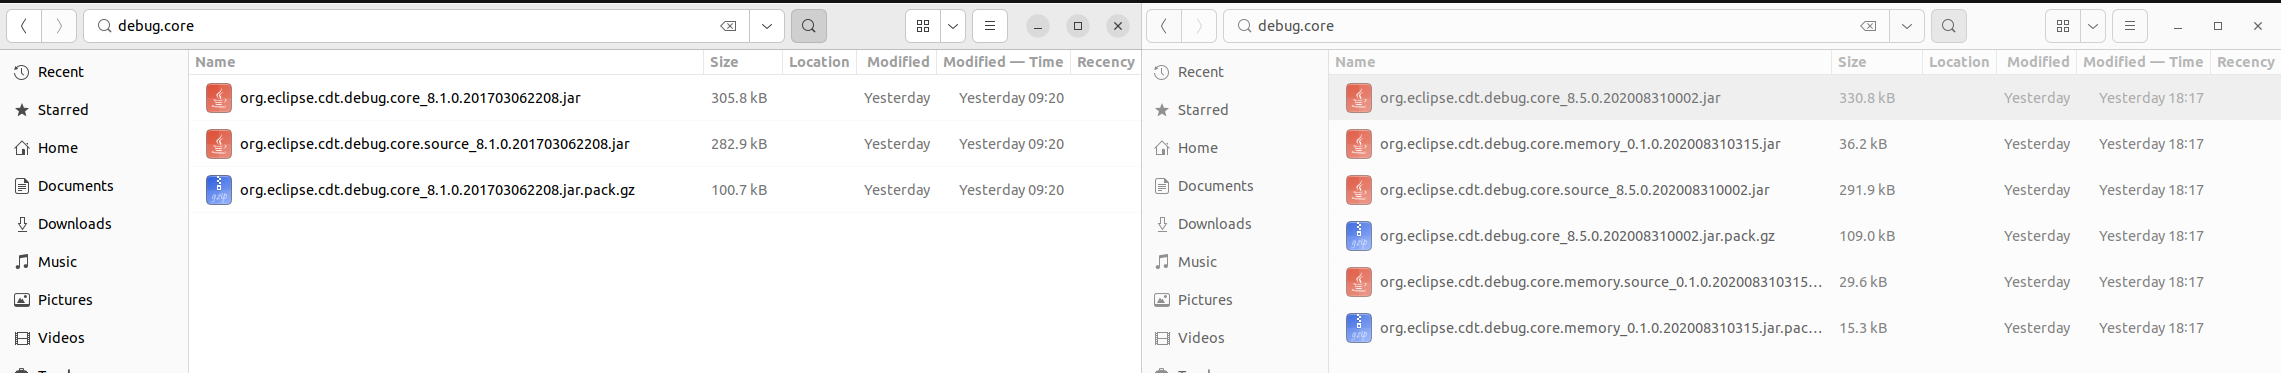 debug.core
Recent
Starred
Home
Documents
Downloads
Music
Pictures
Videos
Name Size Location Modified Modified — Time Recency
org.eclipse.cdt.debug.core_8.1.0.201703062208.jar 305.8 kB Yesterday Yesterday 09:20
org.eclipse.cdt.debug.core.source_8.1.0.201703062208.jar 282.9 kB Yesterday Yesterday 09:20
org.eclipse.cdt.debug.core_8.1.0.201703062208.jar.pack.gz 100.7 kB Yesterday Yesterday 09:20
debug.core
Recent
Starred
Home
Documents
Downloads
Music
Pictures
Videos
Name Size Location Modified Modified — Time Recency
org.eclipse.cdt.debug.core_8.5.0.202008310002.jar 330.8 kB Yesterday Yesterday 18:17
org.eclipse.cdt.debug.core.memory_0.1.0.202008310315.jar 36.2 kB Yesterday Yesterday 18:17
org.eclipse.cdt.debug.core.source_8.5.0.202008310002.jar 291.9 kB Yesterday Yesterday 18:17
org.eclipse.cdt.debug.core_8.5.0.202008310002.jar.pack.gz 109.0 kB Yesterday Yesterday 18:17
org.eclipse.cdt.debug.core.memory.source_0.1.0.202008310315... 29.6 kB Yesterday Yesterday 18:17
org.eclipse.cdt.debug.core.memory_0.1.0.202008310315.jar.pac... 15.3 kB Yesterday Yesterday 18:17